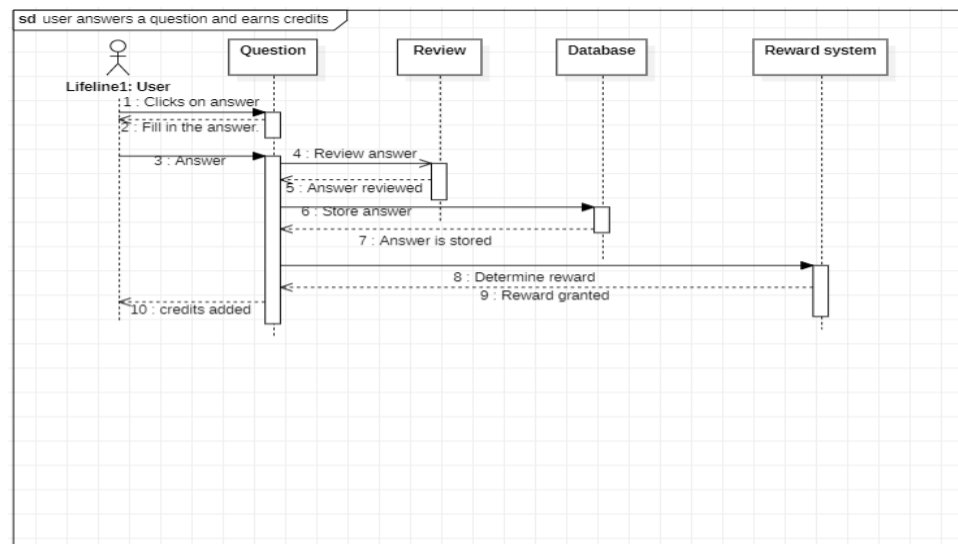 sd user answers a question and earns credits
Question
Review
Database
Reward system
Lifeline1: User
1 : Clicks on answer
2 : Fill in the answer.
3 : Answer
4 : Review answer
5 : Answer reviewed
6 : Store answer
7 : Answer is stored
8 : Determine reward
9 : Reward granted
10 : credits added